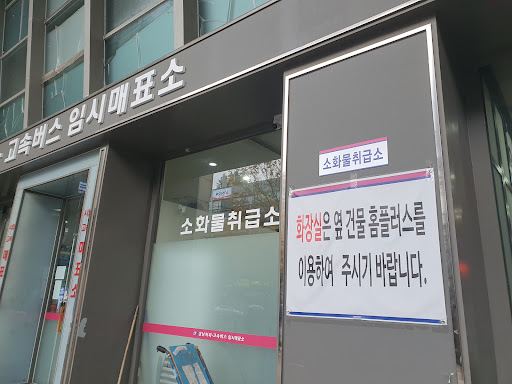 고속버스 임시매표소
소화물취급소
소화물취급소
화장실은 옆 건물 홈플러스를
이용하여 주시기 바랍니다.